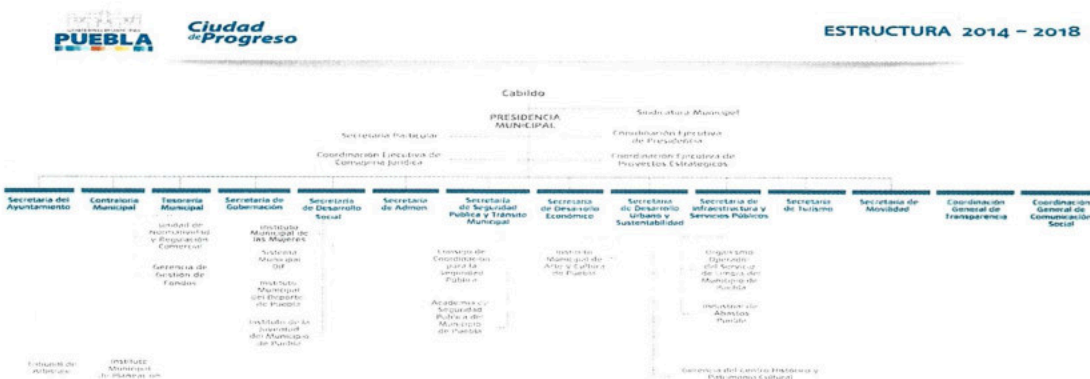 PUEBLA
Ciudad
de Progreso
ESTRUCTURA 2014 – 2018
Cabildo
Sindicatura Municipal
PRESIDENCIA
MUNICIPAL
Secretaría Particular
Coordinación Ejecutiva
de Presidencia
Coordinación Ejecutiva de
Consejería Jurídica
Coordinación Ejecutiva de
Proyectos Estratégicos
Secretaría del
Ayuntamiento
Contraloría
Municipal
Tesorería
Municipal
Secretaría de
Gobernación
Secretaría
de Desarrollo
Social
Secretaría
de Admon
Secretaría
de Seguridad
Pública y Tránsito
Municipal
Secretaría
de Desarrollo
Económico
Secretaría
de Desarrollo
Urbano y
Sustentabilidad
Secretaría de
Infraestructura y
Servicios Públicos
Secretaría
de Turismo
Secretaría de
Movilidad
Coordinación
General de
Transparencia
Coordinación
General de
Comunicación
Social
Unidad de
Normatividad
y Regulación
Comercial
Gerencia de
Gestión de
Fondos
Instituto
Municipal de
las Mujeres
Sistema
Municipal
Dif
Instituto
Municipal
del Deporte
de Puebla
Instituto de la
Juventud
del Municipio
de Puebla
Consejo de
Coordinación
para la
Seguridad
Pública
Academia de
Seguridad
Pública del
Municipio
de Puebla
Instituto
Municipal de
Arte y Cultura
de Puebla
Organismo
Operador
del Servicio
de Limpia del
Municipio de
Puebla
Industrial de
Abastos
Puebla
Tribunal de
Arbitraje
Instituto
Municipal
de Planeación
Gerencia del Centro Histórico y
Patrimonio Cultural